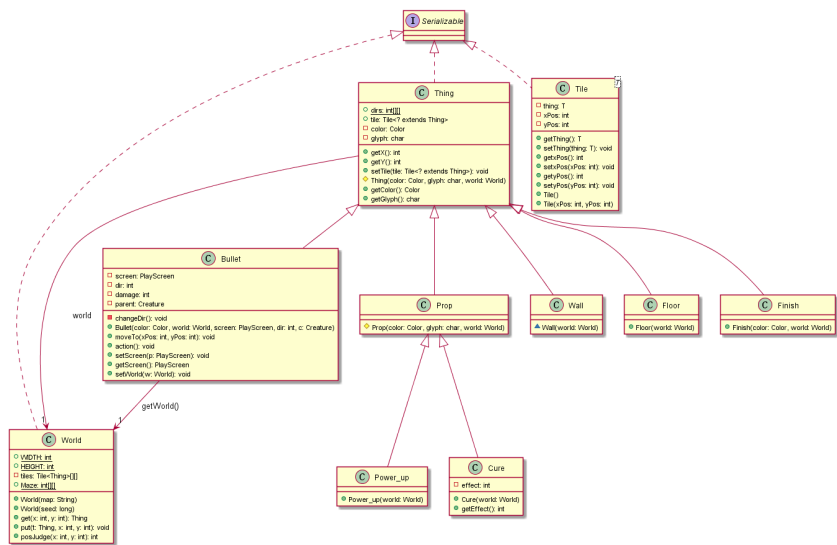 I Serializable
C Thing
dirs: int[][]
tile: Tile<? extends Thing>
color: Color
glyph: char
getX(): int
getY(): int
setTile(tile: Tile<? extends Thing>): void
Thing(color: Color, glyph: char, world: World)
getColor(): Color
getGlyph(): char
C Tile
T
thing: T
xPos: int
yPos: int
getThing(): T
setThing(thing: T): void
getxPos(): int
setxPos(xPos: int): void
getyPos(): int
setyPos(yPos: int): void
Tile()
Tile(xPos: int, yPos: int)
C Bullet
screen: PlayScreen
dir: int
damage: int
parent: Creature
changeDir(): void
Bullet(color: Color, world: World, screen: PlayScreen, dir: int, c: Creature)
moveTo(xPos: int, yPos: int): void
action(): void
setScreen(p: PlayScreen): void
getScreen(): PlayScreen
setWorld(w: World): void
C Prop
Prop(color: Color, glyph: char, world: World)
C Wall
Wall(world: World)
C Floor
Floor(world: World)
C Finish
Finish(color: Color, world: World)
world
getWorld()
1
1
C World
WIDTH: int
HEIGHT: int
tiles: Tile<Thing>[][]
Maze: int[][]
World(map: String)
World(seed: long)
get(x: int, y: int): Thing
put(t: Thing, x: int, y: int): void
posJudge(x: int, y: int): int
C Power_up
Power_up(world: World)
C Cure
effect: int
Cure(world: World)
getEffect(): int